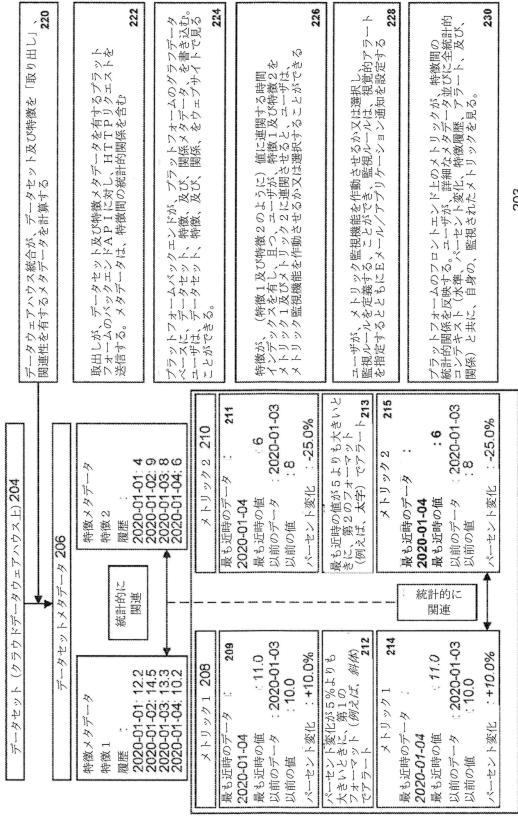 データセット（クラウドデータウェアハウス上）204
データセットメタデータ 206
特徴メタデータ
特徴1
履歴　：
2020-01-01: 12.2
2020-01-02: 14.5
2020-01-03: 13.3
2020-01-04: 10.2
統計的に
関連
特徴メタデータ
特徴2
履歴　：
2020-01-01: 4
2020-01-02: 9
2020-01-03: 8
2020-01-04: 6
メトリック1 208
最も近時のデータ　：　209
2020-01-04
最も近時の値　: 11.0
以前のデータ　: 2020-01-03
以前の値　: 10.0
パーセント変化　: +10.0%
パーセント変化が5%よりも
大きいときに、第1の　212
フォーマット（例えば、斜体）
でアラート
メトリック1　214
最も近時のデータ　：
2020-01-04
最も近時の値　: 11.0
以前のデータ　: 2020-01-03
以前の値　: 10.0
パーセント変化　: +10.0%
メトリック2 210
最も近時のデータ　：　211
2020-01-04
最も近時の値　: 6
以前のデータ　: 2020-01-03
以前の値　: 8
パーセント変化　: -25.0%
最も近時の値が5よりも大きいと
きに、第2のフォーマット　213
（例えば、太字）でアラート
メトリック2　215
最も近時のデータ　：
2020-01-04
最も近時の値　: 6
以前のデータ　: 2020-01-03
以前の値　: 8
パーセント変化　: -25.0%
統計的に
関連
データウェアハウス統合が、データセット及び特徴を「取り出し」、
関連性を有するメタデータを計算する　220
取出しが、データセット及び特徴メタデータを有するプラット　222
フォームのバックエンドAPIに対し、HTTPリクエストを
送信する。メタデータは、特徴間の統計的関係を含む
プラットフォームバックエンドが、プラットフォームのグラフデータ　224
ベースに、データセット、特徴、及び、関係メタデータ、を書き込む。
ユーザは、データセット、特徴、及び、関係、をウェブサイトで見る
ことができる。
特徴が、（特徴1及び特徴2のように）値に連関する時間　226
インデックスを有し、且つ、ユーザが、特徴1及び特徴2を
メトリック1及びメトリック2に連関させると、ユーザは、
メトリック監視機能を作動させるか又は選択することができる
ユーザが、メトリック監視機能を作動させるか又は選択し、　228
監視ルールを定義する、ことができ、監視ルールは、視覚的アラート
を指定するとともにEメール/アプリケーション通知を設定する
プラットフォームのフロントエンド上のメトリックが、特徴間の　230
統計的関係を反映する。ユーザが、詳細なメタデータ並びに全統計的
コンテキスト（水準、パーセント変化、特徴履歴、アラート、及び、
関係）と共に、自身の、監視されたメトリックを見る。
203